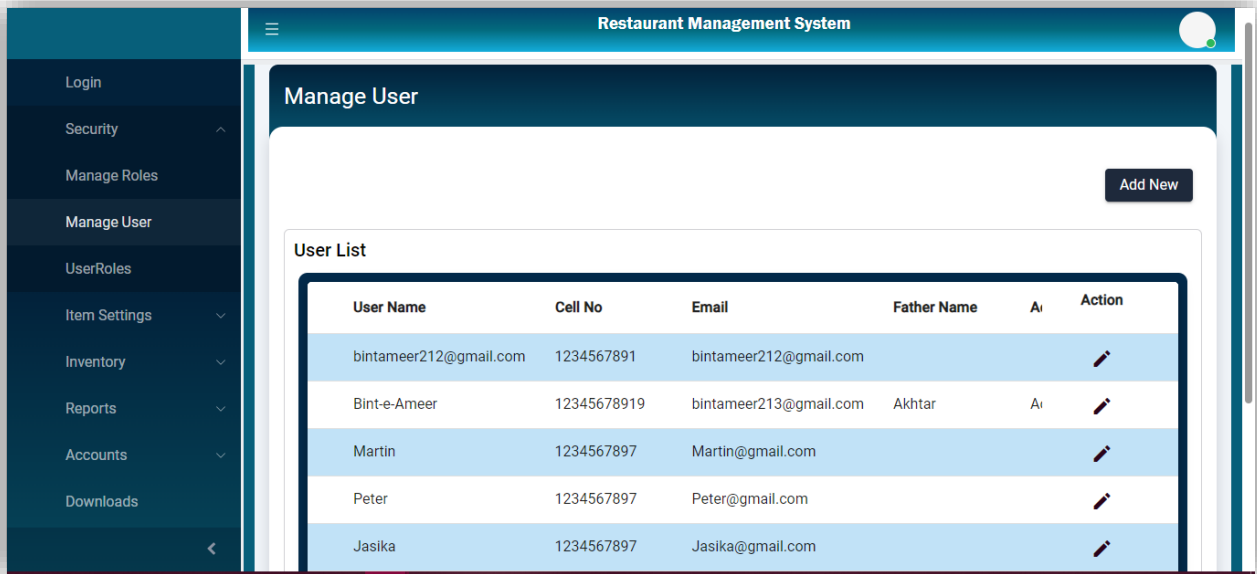 Restaurant Management System
Login
Security
Manage Roles
Manage User
UserRoles
Item Settings
Inventory
Reports
Accounts
Downloads
Manage User
Add New
User List
User Name Cell No Email Father Name Action
bintameer212@gmail.com 1234567891 bintameer212@gmail.com
Bint-e-Ameer 12345678919 bintameer213@gmail.com Akhtar
Martin 1234567897 Martin@gmail.com
Peter 1234567897 Peter@gmail.com
Jasika 1234567897 Jasika@gmail.com